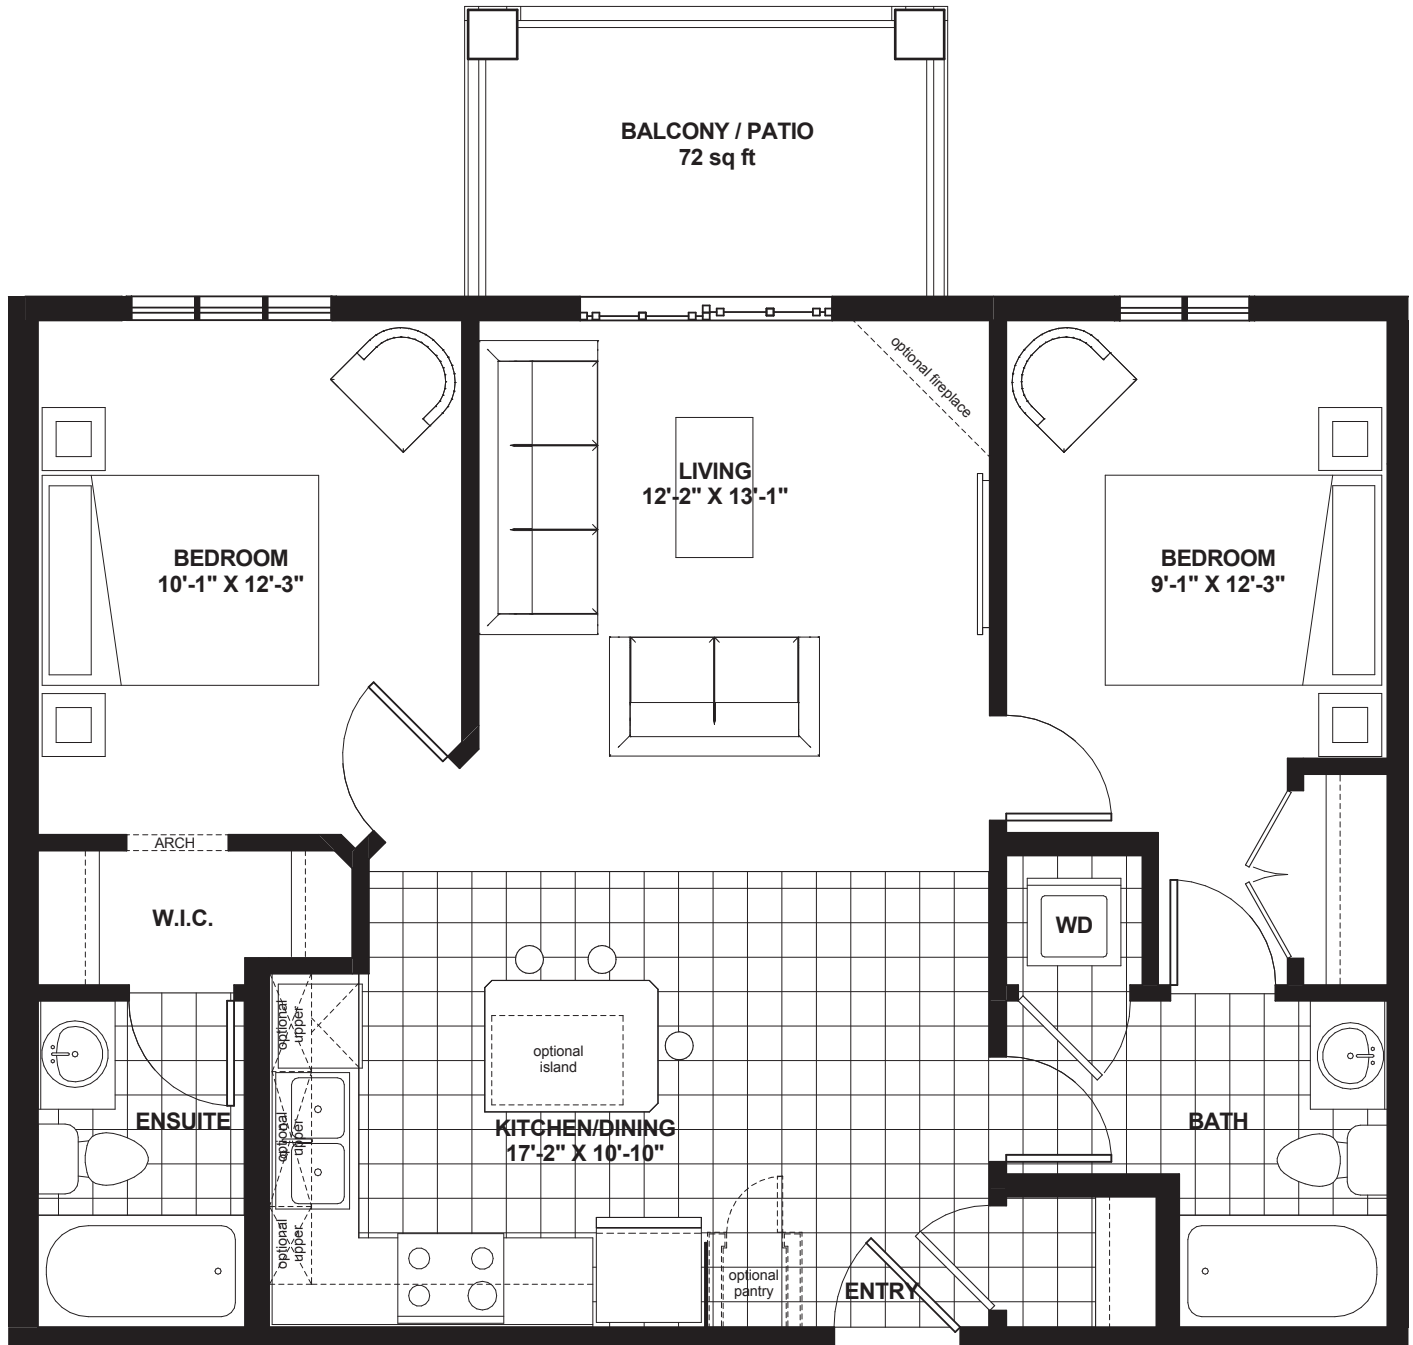 BALCONY / PATIO
72 sq ft
optional fireplace
LIVING
12'-2" X 13'-1"
BEDROOM
10'-1" X 12'-3"
BEDROOM
9'-1" X 12'-3"
ARCH
W.I.C.
WD
optional
upper
optional
island
ENSUITE
optional
upper
KITCHEN/DINING
17'-2" X 10'-10"
BATH
optional
upper
optional
pantry
ENTRY